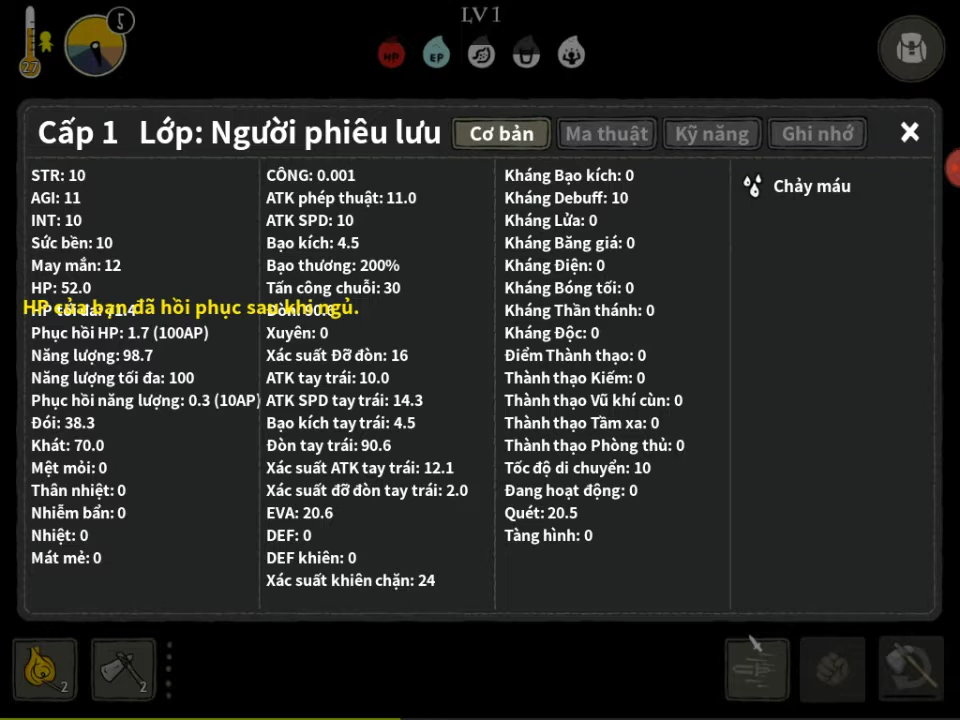 LV1
27
HP
EP
Cấp 1 Lớp: Người phiêu lưu
Cơ bản
Ma thuật
Kỹ năng
Ghi nhớ
STR: 10
AGI: 11
INT: 10
Sức bền: 10
May mắn: 12
HP: 52.0
HP của bạn đã hồi phục sau khi ngủ.
Phục hồi HP: 1.7 (100AP)
Năng lượng: 98.7
Năng lượng tối đa: 100
Phục hồi năng lượng: 0.3 (10AP)
Đói: 38.3
Khát: 70.0
Mệt mỏi: 0
Thân nhiệt: 0
Nhiễm bẩn: 0
Nhiệt: 0
Mát mẻ: 0
CÔNG: 0.001
ATK phép thuật: 11.0
ATK SPD: 10
Bạo kích: 4.5
Bạo thương: 200%
Tấn công chuỗi: 30
Xuyên: 0
Xác suất Đỡ đòn: 16
ATK tay trái: 10.0
ATK SPD tay trái: 14.3
Bạo kích tay trái: 4.5
Đòn tay trái: 90.6
Xác suất ATK tay trái: 12.1
Xác suất đỡ đòn tay trái: 2.0
EVA: 20.6
DEF: 0
DEF khiên: 0
Xác suất khiên chặn: 24
Kháng Bạo kích: 0
Kháng Debuff: 10
Kháng Lửa: 0
Kháng Băng giá: 0
Kháng Điện: 0
Kháng Bóng tối: 0
Kháng Thần thánh: 0
Kháng Độc: 0
Điểm Thành thạo: 0
Thành thạo Kiếm: 0
Thành thạo Vũ khí cùn: 0
Thành thạo Tầm xa: 0
Thành thạo Phòng thủ: 0
Tốc độ di chuyển: 10
Đang hoạt động: 0
Quét: 20.5
Tàng hình: 0
Chảy máu
2
2